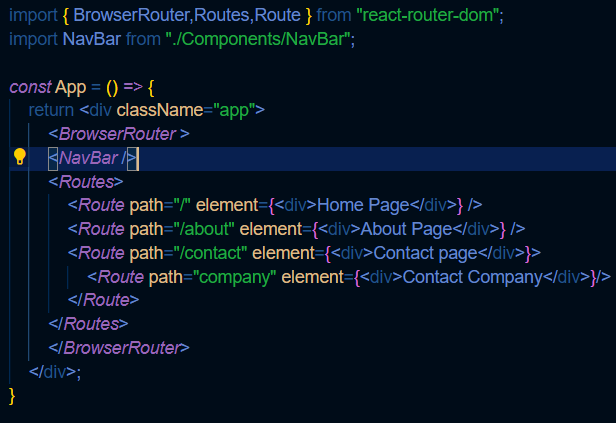 import { BrowserRouter,Routes,Route } from "react-router-dom";
import NavBar from "./Components/NavBar";
const App = () => {
return <div className="app">
<BrowserRouter >
<NavBar />
<Routes>
<Route path="/" element={<div>Home Page</div>} />
<Route path="/about" element={<div>About Page</div>} />
<Route path="/contact" element={<div>Contact page</div>}>
<Route path="company" element={<div>Contact Company</div>}/>
</Route>
</Routes>
</BrowserRouter>
</div>;
}